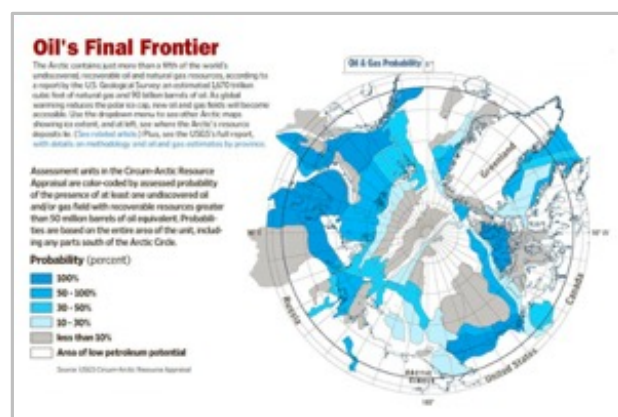 Oil's Final Frontier
The Arctic contains just more than a fifth of the world's
undiscovered, recoverable oil and natural gas resources, according to
a report by the U.S. Geological Survey: an estimated 1,670 trillion
cubic feet of natural gas and 90 billion barrels of oil. As global
warming reduces the polar ice cap, new oil and gas fields will become
accessible. Use the dropdown menu to see other Arctic maps
showing ice extent, and at left, see where the Arctic's resource
deposits lie. (See related article) Plus, see the USGS's full report,
with details on methodology and oil and gas estimates by province.
Assessment units in the Circum-Arctic Resource
Appraisal are color-coded by assessed probability
of the presence of at least one undiscovered oil
and/or gas field with recoverable resources greater
than 50 million barrels of oil equivalent. Probabili-
ties are based on the entire area of the unit, includ-
ing any parts south of the Arctic Circle.
Probability (percent)
100%
50 - 100%
30 - 50%
10 - 30%
less than 10%
Area of low petroleum potential
Source: USGS Circum-Arctic Resource Appraisal
Oil & Gas Probability
Greenland
Canada
Russia
United States
ARCTIC
CIRCLE
180°